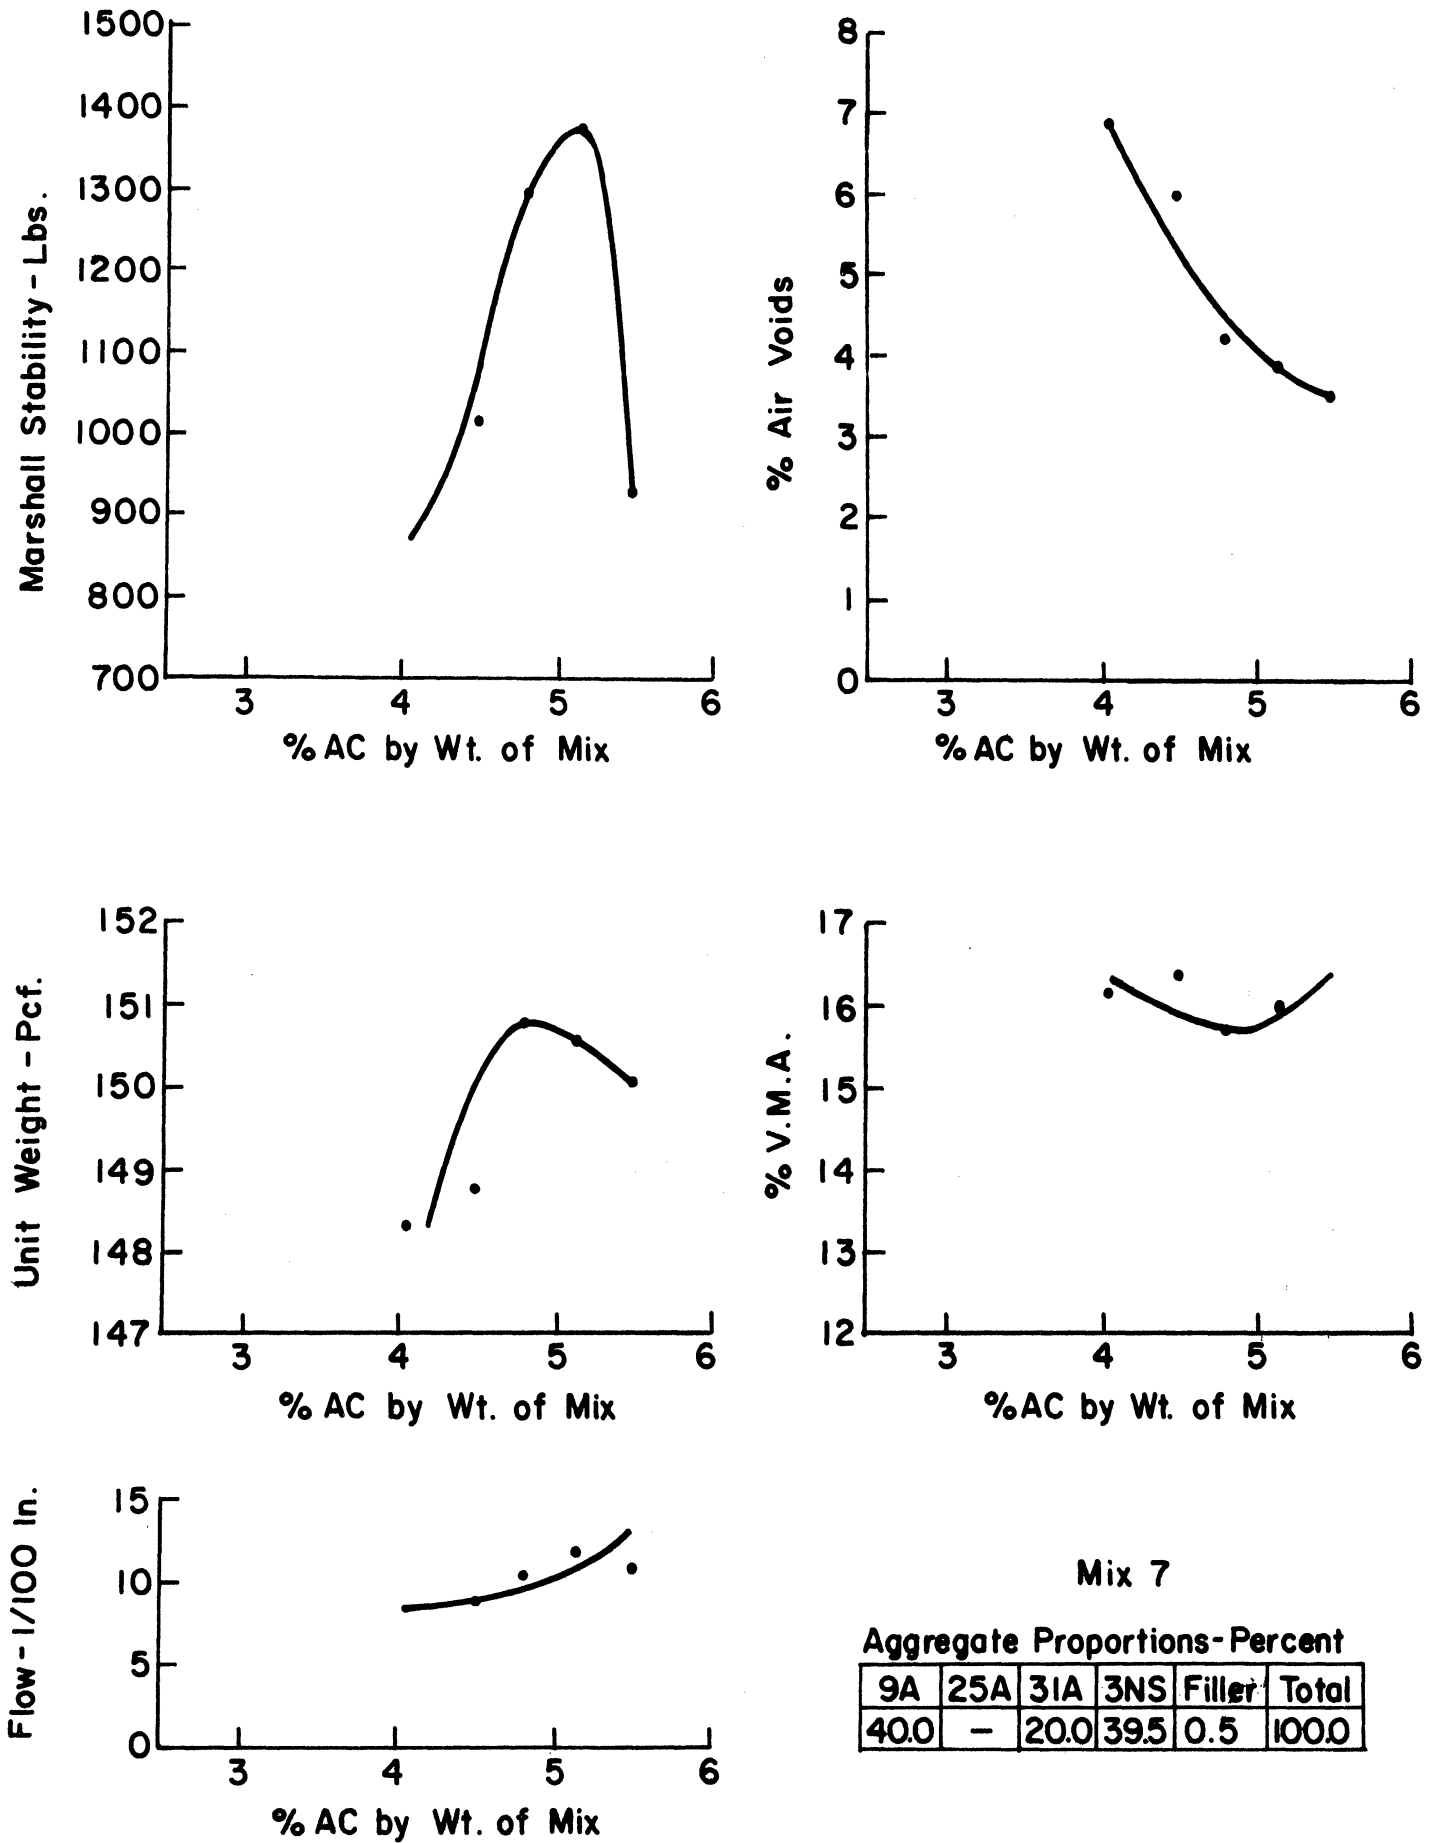 1500
1400
1300
1200
1100
1000
900
800
700
3 4 5 6
Marshall Stability - Lbs.
% AC by Wt. of Mix
8
7
6
5
4
3
2
1
0
3 4 5 6
% Air Voids
% AC by Wt. of Mix
152
151
150
149
148
147
3 4 5 6
Unit Weight - Pcf.
% AC by Wt. of Mix
17
16
15
14
13
12
3 4 5 6
% V.M.A.
% AC by Wt. of Mix
15
10
5
0
3 4 5 6
Flow - 1/100 In.
% AC by Wt. of Mix
Mix 7
Aggregate Proportions - Percent
9A 25A 31A 3NS Filler Total
40.0 – 20.0 39.5 0.5 100.0